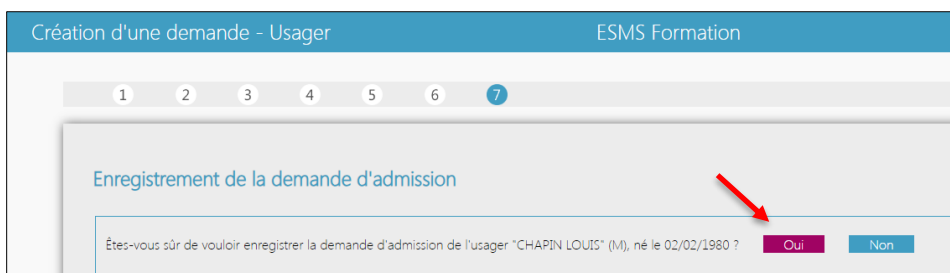 Création d'une demande - Usager ESMS Formation
1 2 3 4 5 6 7
Enregistrement de la demande d'admission
Êtes-vous sûr de vouloir enregistrer la demande d'admission de l'usager "CHAPIN LOUIS" (M), né le 02/02/1980 ? Oui Non